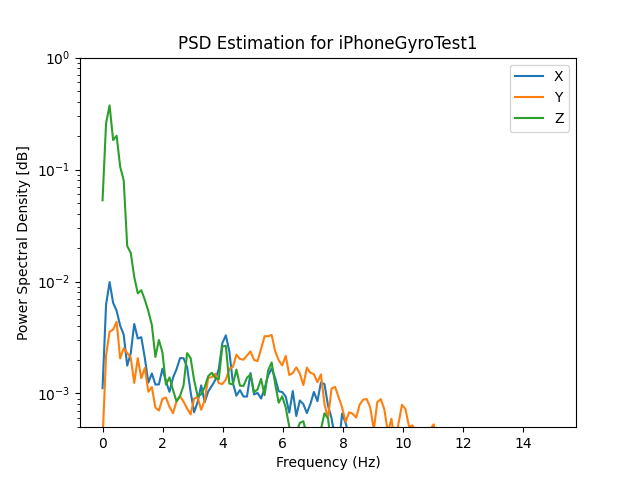 PSD Estimation for iPhoneGyroTest1
10⁰
10⁻¹
10⁻²
10⁻³
Power Spectral Density [dB]
X
Y
Z
0 2 4 6 8 10 12 14
Frequency (Hz)